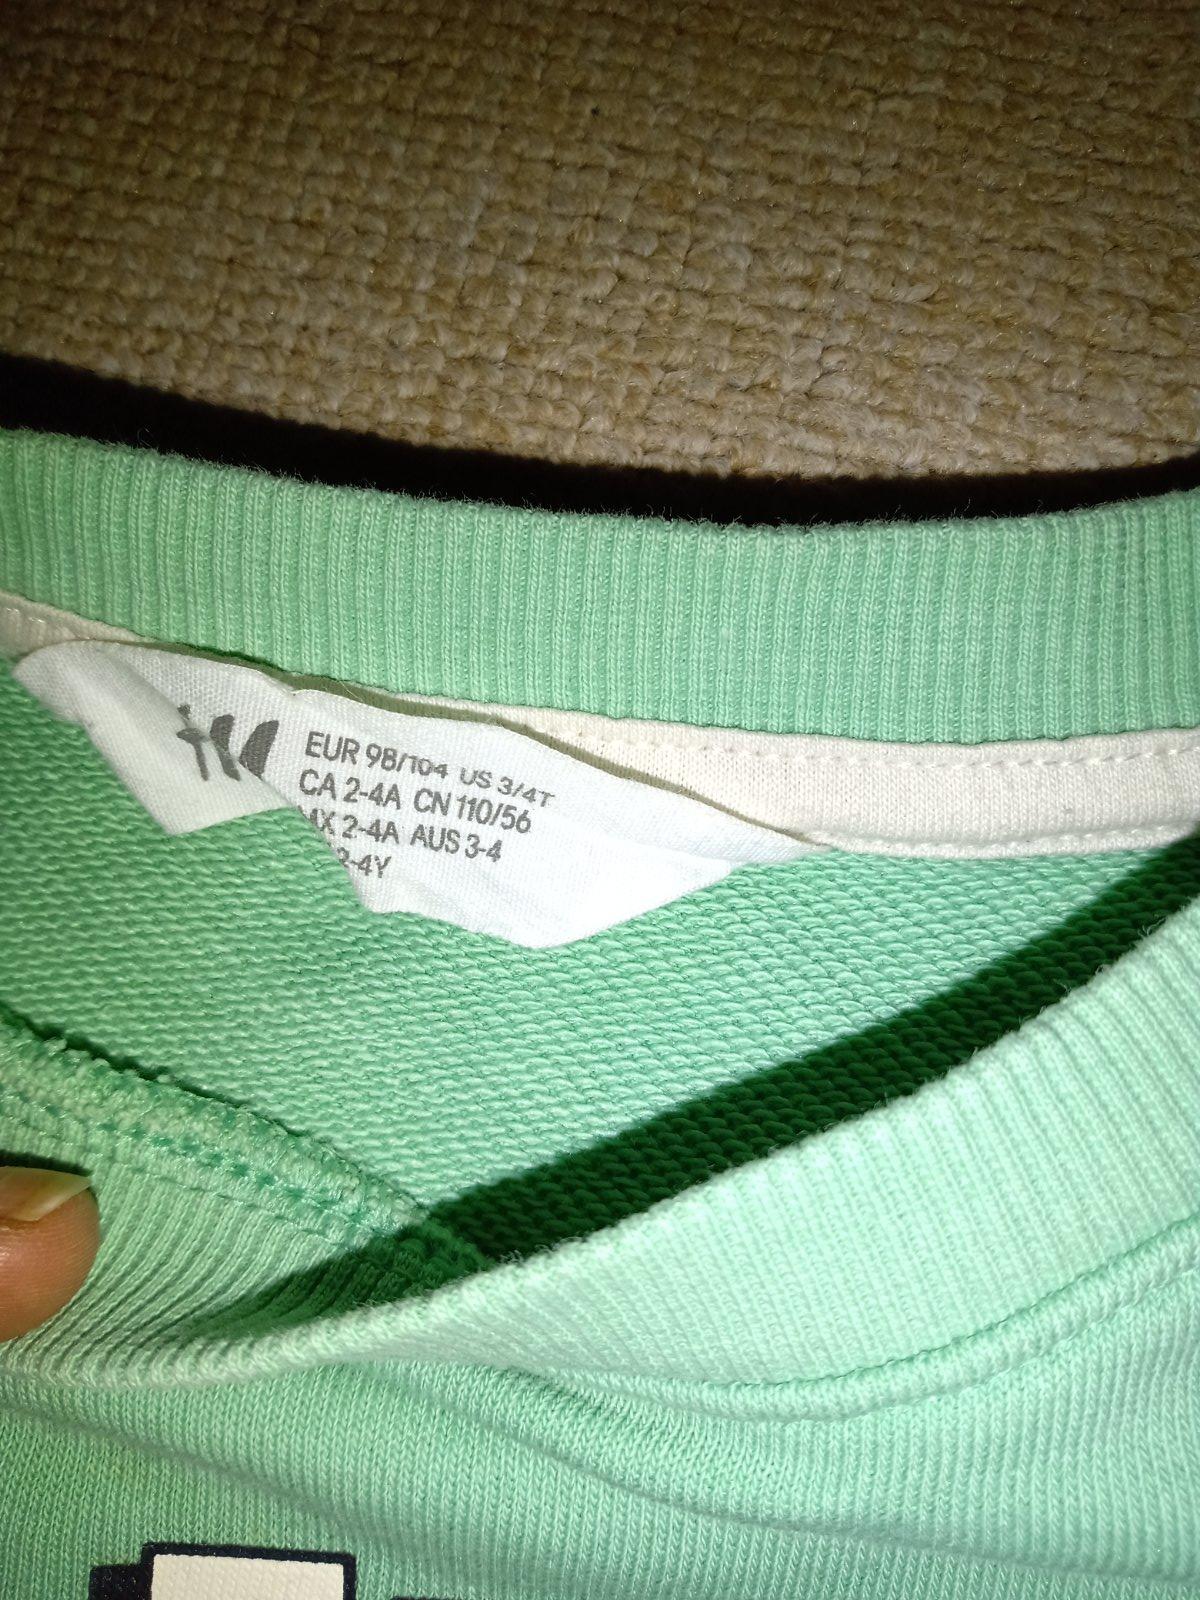 EUR 98/104 US 3/4T
CA 2-4A CN 110/56
MX 2-4A AUS 3-4
2-4Y